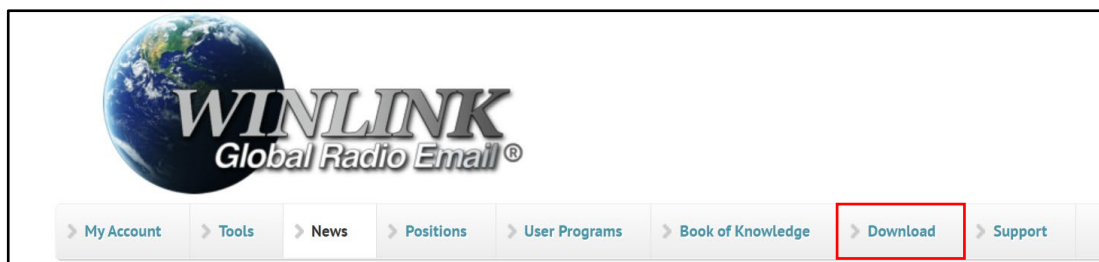 WINLINK
Global Radio Email ®
My Account Tools News Positions User Programs Book of Knowledge Download Support